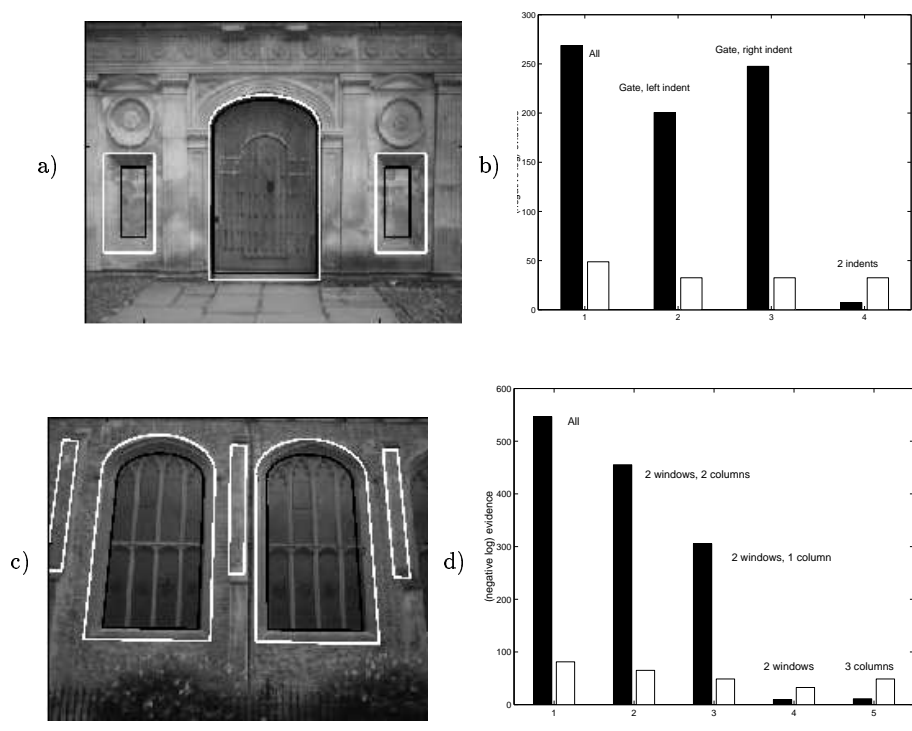 a)
b)
300
250
200
150
100
50
0
All
Gate, left indent
Gate, right indent
2 indents
1 2 3 4
c)
d)
(negative log) evidence
600
500
400
300
200
100
0
All
2 windows, 2 columns
2 windows, 1 column
2 windows
3 columns
1 2 3 4 5